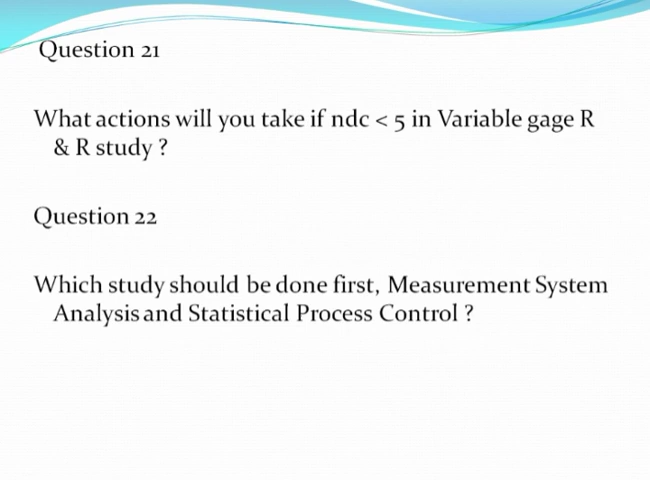 Question 21
What actions will you take if ndc < 5 in Variable gage R
& R study ?
Question 22
Which study should be done first, Measurement System
Analysis and Statistical Process Control ?